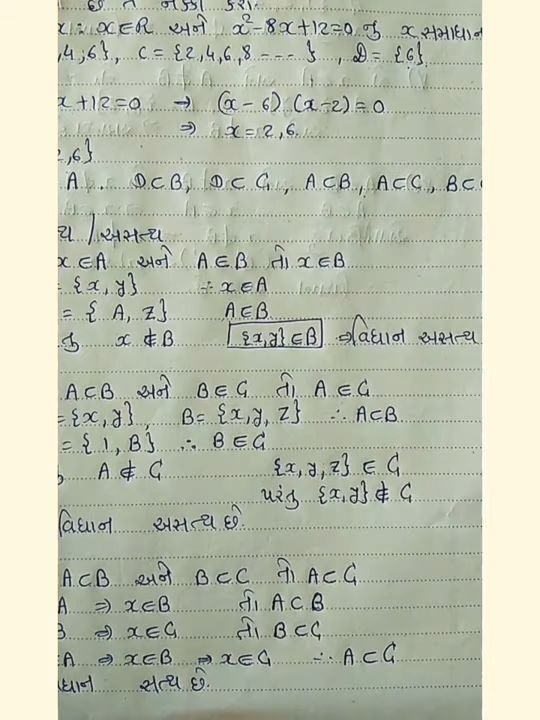 x : x∈R અને x²-8x+12=0 નુ x સમાધાન
,4,6}, C = {2,4,6,8 ---- }, D = {6}
x+12=0 → (x-6) (x-2)=0
⇒ x=2,6.
2,6}
A. D⊂B, D⊂C, A⊂B, A⊂C, B⊂C
ત્ય / અસત્ય
x∈A અને A∈B તો x∈B
= {x,y} ∴ x∈A
= { A, z} A∈B
તુ x∉B {x,y}∈B ⇒ વિધાન અસત્ય
A⊂B અને B∈C તો A∈C
={x,y}, B= {x,y,z} ∴ A⊂B
= {1, B} ∴ B∈C
A∉C {x,y,z}∈C
પરંતુ {x,y}∉C
વિધાન અસત્ય છે.
A⊂B અને B⊂C તો A⊂C
A ⇒ x∈B તો A⊂B
B ⇒ x∈C તો B⊂C
∈A ⇒ x∈B ⇒ x∈C ∴ A⊂C
ધાન સત્ય છે.